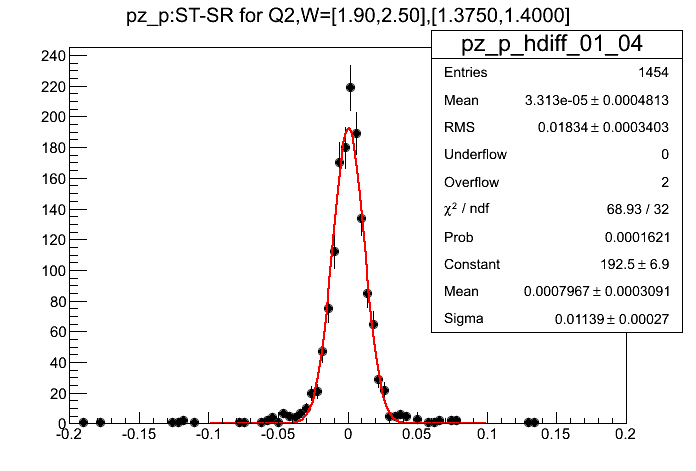 pz_p:ST-SR for Q2,W=[1.90,2.50],[1.3750,1.4000]
pz_p_hdiff_01_04
Entries 1454
Mean 3.313e-05 ± 0.0004813
RMS 0.01834 ± 0.0003403
Underflow 0
Overflow 2
χ² / ndf 68.93 / 32
Prob 0.0001621
Constant 192.5 ± 6.9
Mean 0.0007967 ± 0.0003091
Sigma 0.01139 ± 0.00027
240
220
200
180
160
140
120
100
80
60
40
20
0
-0.2 -0.15 -0.1 -0.05 0 0.05 0.1 0.15 0.2